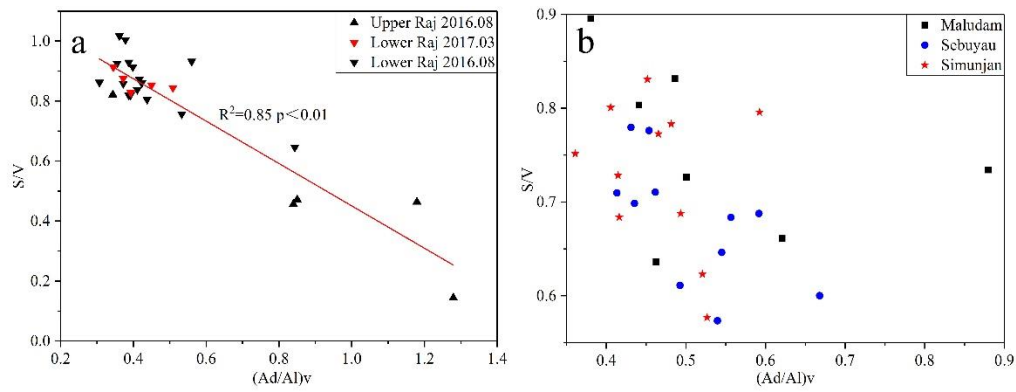 a
Upper Raj 2016.08
Lower Raj 2017.03
Lower Raj 2016.08
R²=0.85 p<0.01
S/V
1.0
0.8
0.6
0.4
0.2
0.0
0.2 0.4 0.6 0.8 1.0 1.2 1.4
(Ad/Al)v
b
Maludam
Sebuyau
Simunjan
S/V
0.9
0.8
0.7
0.6
0.4 0.5 0.6 0.7 0.8 0.9
(Ad/Al)v